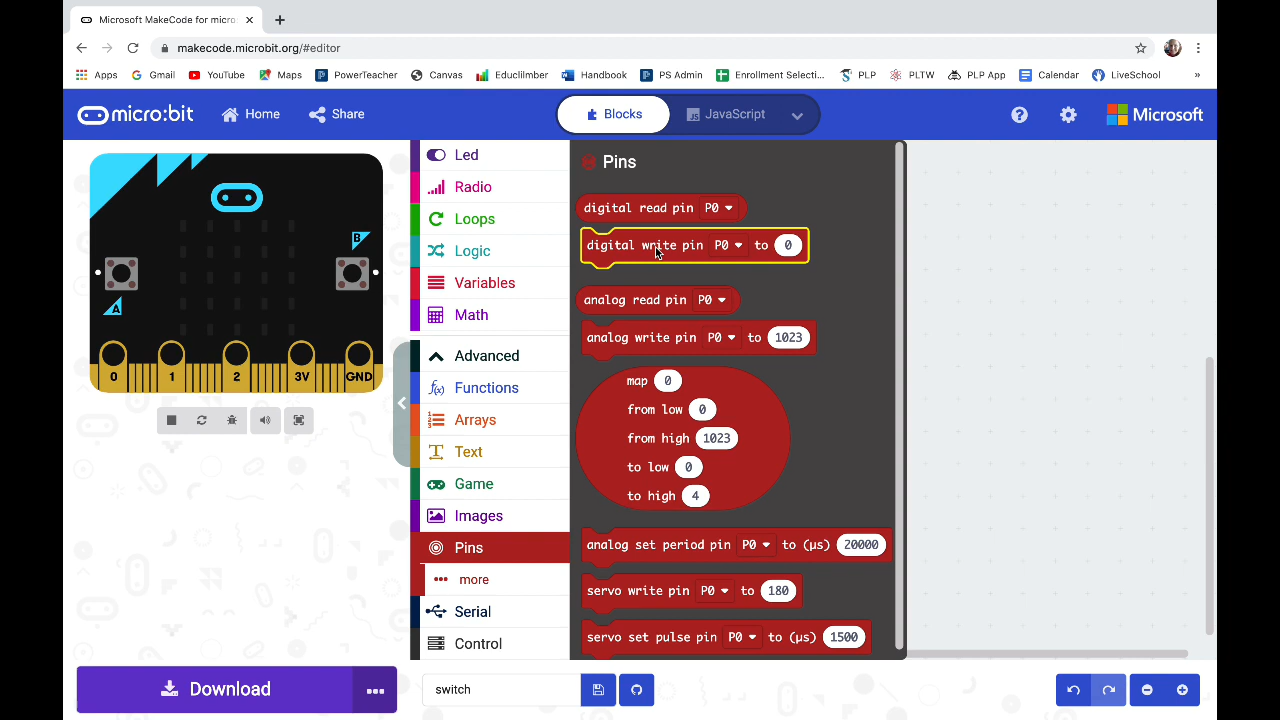 Microsoft MakeCode for micro
makecode.microbit.org/#editor
Apps Gmail YouTube Maps PowerTeacher Canvas Educlimber Handbook PS Admin Enrollment Selecti... PLP PLTW PLP App Calendar LiveSchool »
micro:bit Home Share Blocks JavaScript Microsoft
Led
Radio
Loops
Logic
Variables
Math
Advanced
Functions
Arrays
Text
Game
Images
Pins
more
Serial
Control
Pins
digital read pin P0
digital write pin P0 to 0
analog read pin P0
analog write pin P0 to 1023
map 0
from low 0
from high 1023
to low 0
to high 4
analog set period pin P0 to (µs) 20000
servo write pin P0 to 180
servo set pulse pin P0 to (µs) 1500
B
A
0 1 2 3V GND
Download
switch